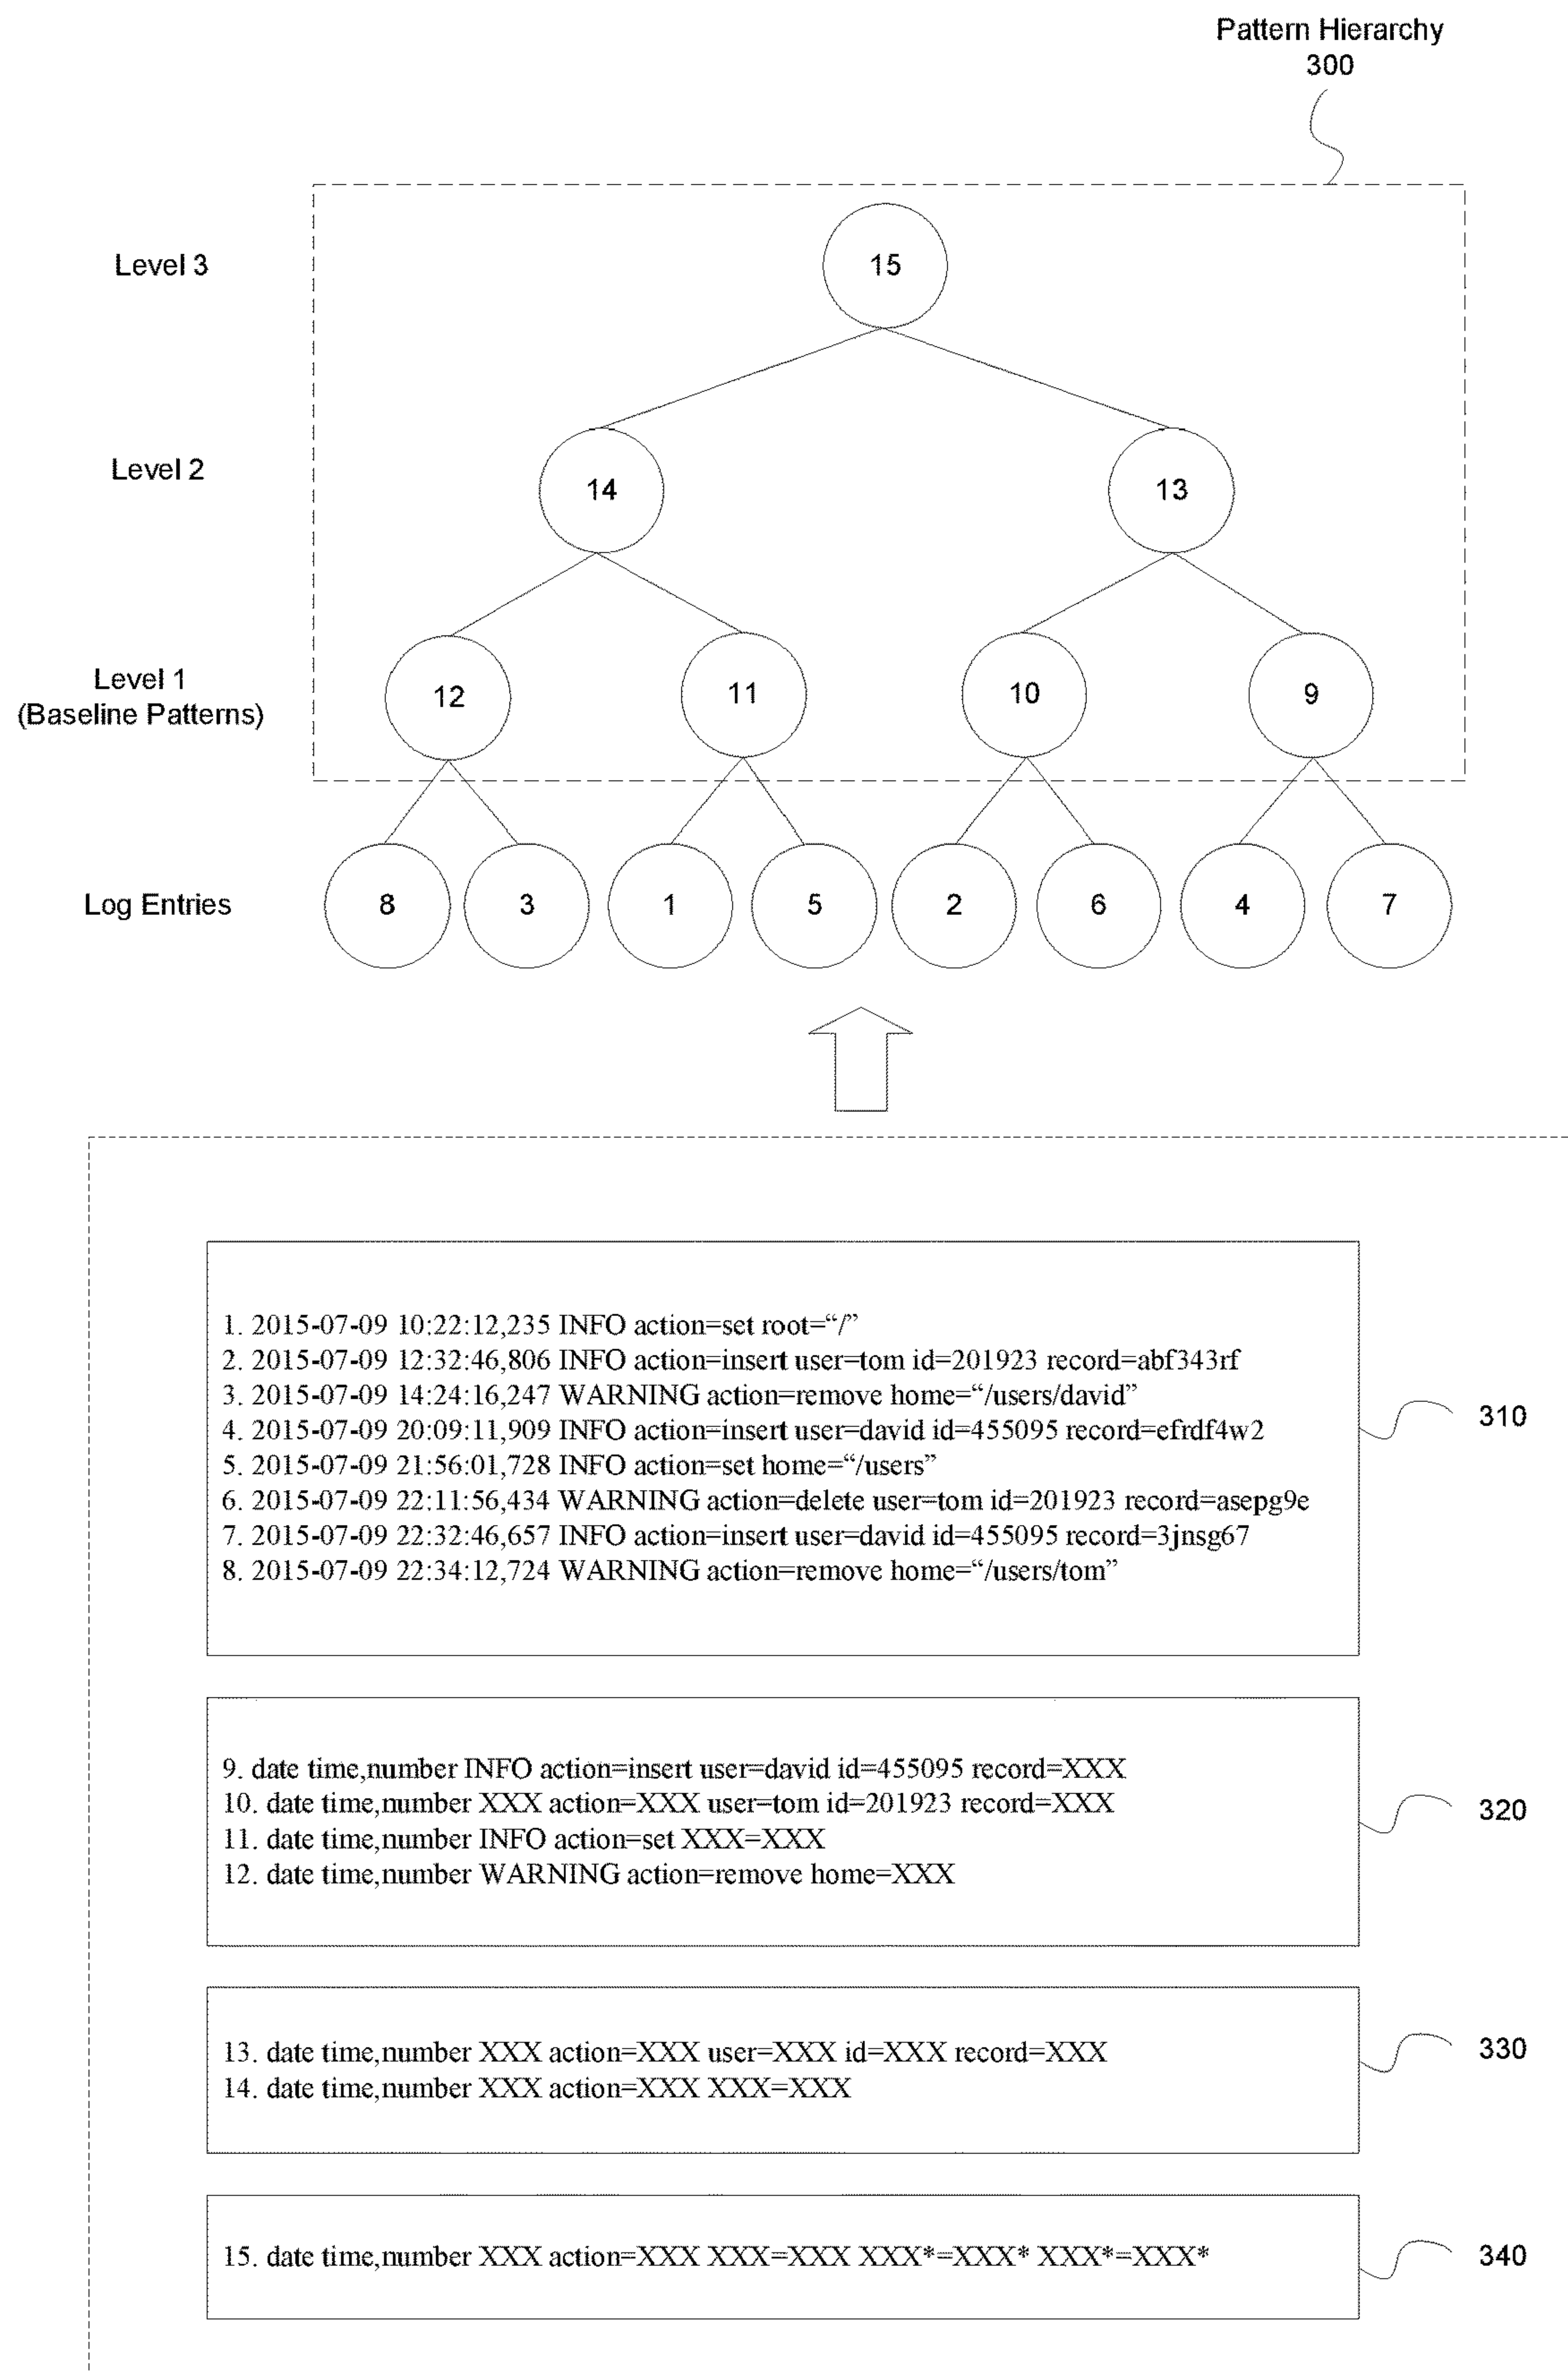 Pattern Hierarchy
300
Level 3
15
Level 2
14
13
Level 1
(Baseline Patterns)
12
11
10
9
Log Entries
8
3
1
5
2
6
4
7
1. 2015-07-09 10:22:12,235 INFO action=set root=“/”
2. 2015-07-09 12:32:46,806 INFO action=insert user=tom id=201923 record=abf343rf
3. 2015-07-09 14:24:16,247 WARNING action=remove home=“/users/david”
4. 2015-07-09 20:09:11,909 INFO action=insert user=david id=455095 record=efrdf4w2
5. 2015-07-09 21:56:01,728 INFO action=set home=“/users”
6. 2015-07-09 22:11:56,434 WARNING action=delete user=tom id=201923 record=asepg9e
7. 2015-07-09 22:32:46,657 INFO action=insert user=david id=455095 record=3jnsg67
8. 2015-07-09 22:34:12,724 WARNING action=remove home=“/users/tom”
310
9. date time,number INFO action=insert user=david id=455095 record=XXX
10. date time,number XXX action=XXX user=tom id=201923 record=XXX
11. date time,number INFO action=set XXX=XXX
12. date time,number WARNING action=remove home=XXX
320
13. date time,number XXX action=XXX user=XXX id=XXX record=XXX
14. date time,number XXX action=XXX XXX=XXX
330
15. date time,number XXX action=XXX XXX=XXX XXX*=XXX* XXX*=XXX*
340